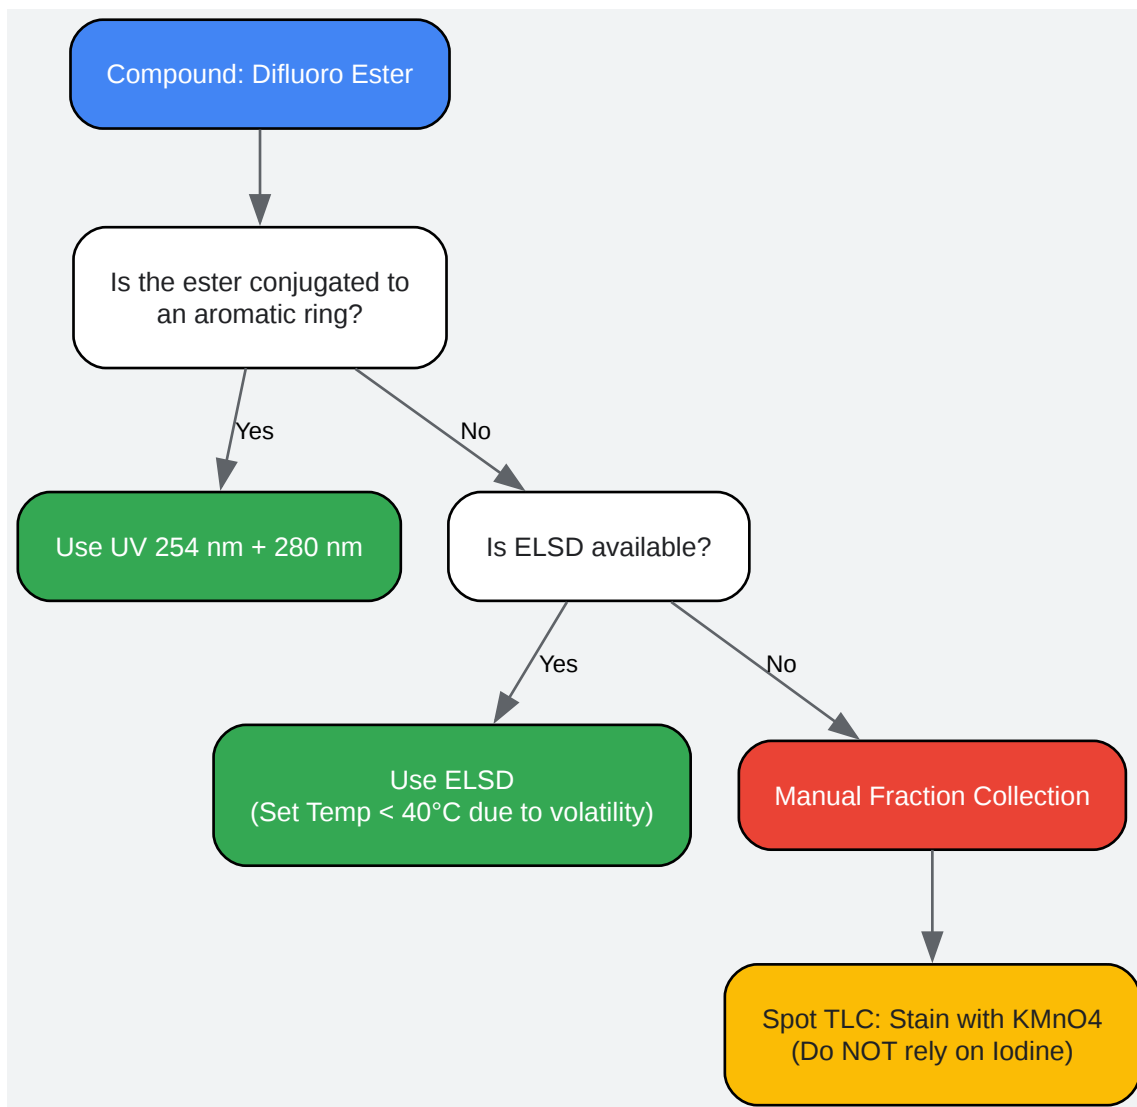 Compound: Difluoro Ester
Is the ester conjugated to
an aromatic ring?
Yes
No
Use UV 254 nm + 280 nm
Is ELSD available?
Yes
No
Use ELSD
(Set Temp < 40°C due to volatility)
Manual Fraction Collection
Spot TLC: Stain with KMnO4
(Do NOT rely on Iodine)